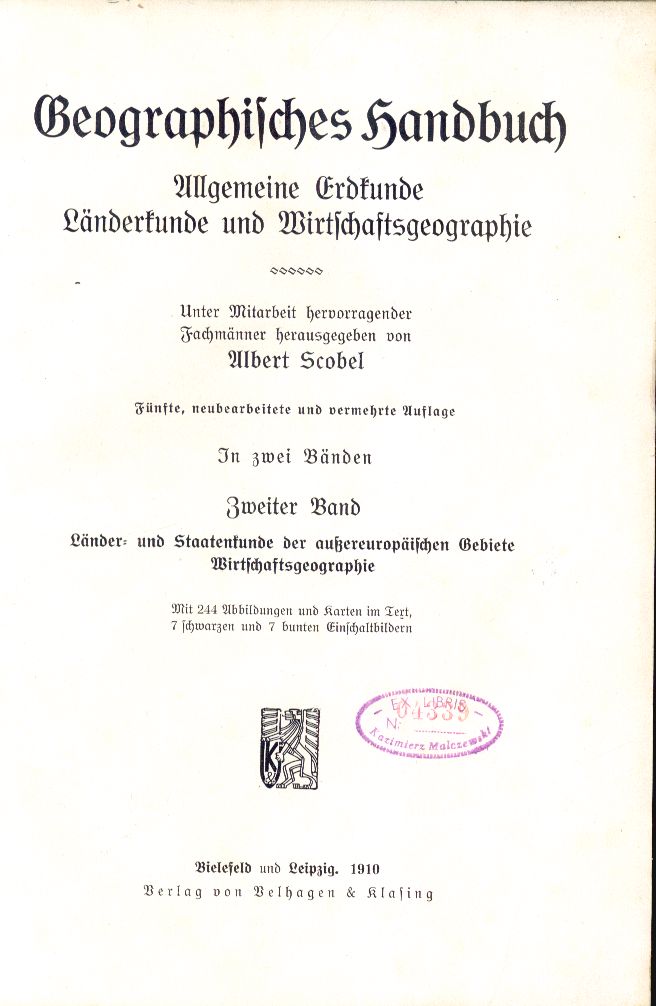 Geographiſches Handbuch
Allgemeine Erdkunde
Länderkunde und Wirtſchaftsgeographie
Unter Mitarbeit hervorragender
Fachmänner herausgegeben von
Albert Scobel
Fünfte, neubearbeitete und vermehrte Auflage
In zwei Bänden
Zweiter Band
Länder- und Staatenkunde der außereuropäiſchen Gebiete
Wirtſchaftsgeographie
Mit 244 Abbildungen und Karten im Text,
7 ſchwarzen und 7 bunten Einſchaltbildern
EX LIBRIS
N:
Kazimierz Malczewski
Bielefeld und Leipzig. 1910
Verlag von Velhagen & Klaſing